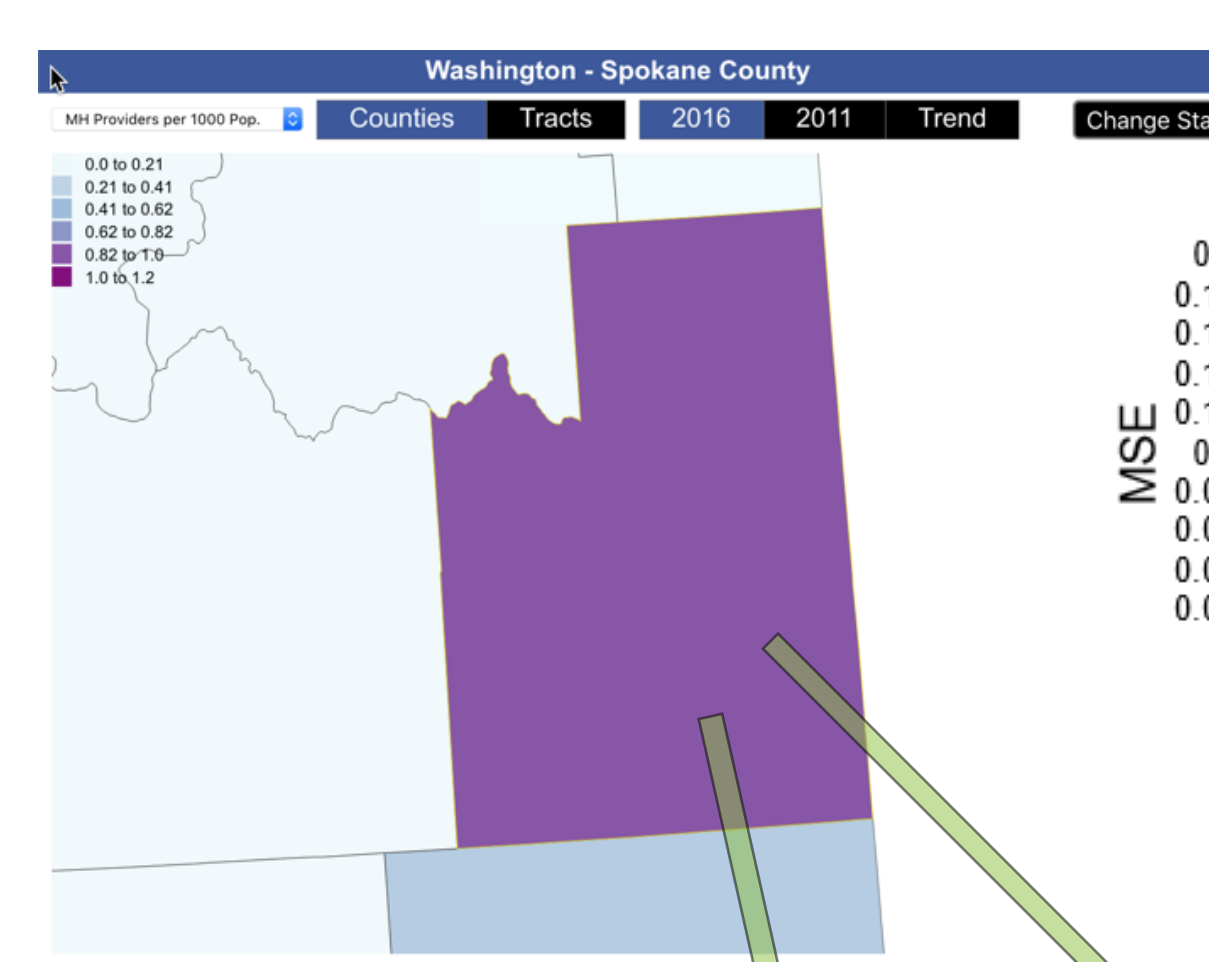 Washington - Spokane County
MH Providers per 1000 Pop.
Counties
Tracts
2016
2011
Trend
Change Sta
0.0 to 0.21
0.21 to 0.41
0.41 to 0.62
0.62 to 0.82
0.82 to 1.0
1.0 to 1.2
MSE